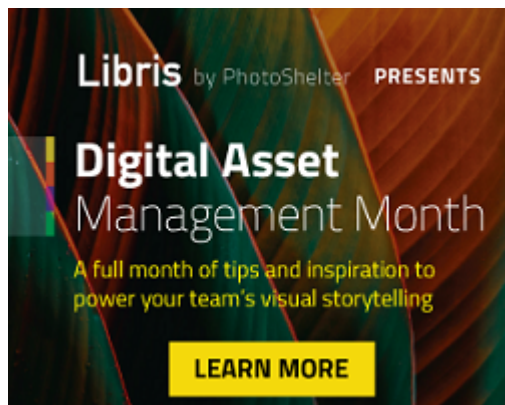 Libris by PhotoShelter PRESENTS
Digital Asset
Management Month
A full month of tips and inspiration to
power your team's visual storytelling
LEARN MORE